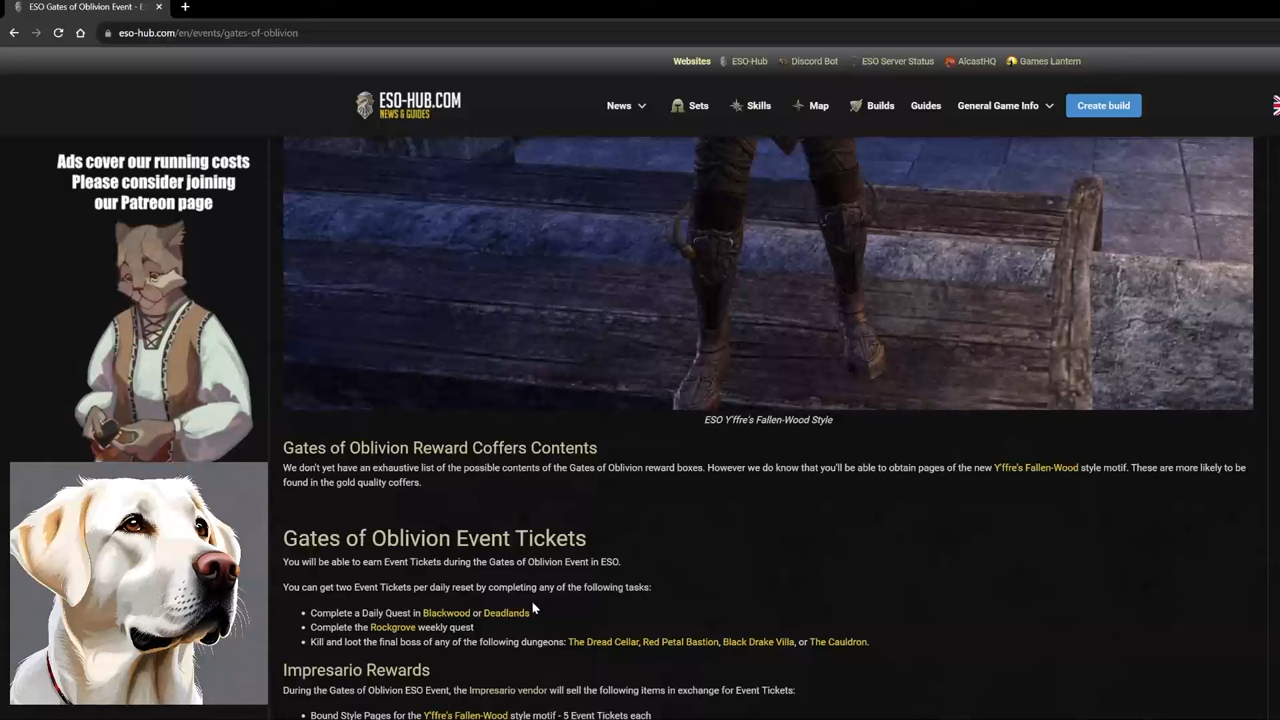 ESO Gates of Oblivion Event - E
eso-hub.com/en/events/gates-of-oblivion
Websites ESO-Hub Discord Bot ESO Server Status AlcastHQ Games Lantern
ESO-HUB.COM
NEWS & GUIDES
News Sets Skills Map Builds Guides General Game Info Create build
Ads cover our running costs
Please consider joining
our Patreon page
ESO Y'ffre's Fallen-Wood Style
Gates of Oblivion Reward Coffers Contents
We don't yet have an exhaustive list of the possible contents of the Gates of Oblivion reward boxes. However we do know that you'll be able to obtain pages of the new Y'ffre's Fallen-Wood style motif. These are more likely to be
found in the gold quality coffers.
Gates of Oblivion Event Tickets
You will be able to earn Event Tickets during the Gates of Oblivion Event in ESO.
You can get two Event Tickets per daily reset by completing any of the following tasks:
• Complete a Daily Quest in Blackwood or Deadlands
• Complete the Rockgrove weekly quest
• Kill and loot the final boss of any of the following dungeons: The Dread Cellar, Red Petal Bastion, Black Drake Villa, or The Cauldron.
Impresario Rewards
During the Gates of Oblivion ESO Event, the Impresario vendor will sell the following items in exchange for Event Tickets:
• Bound Style Pages for the Y'ffre's Fallen-Wood style motif - 5 Event Tickets each